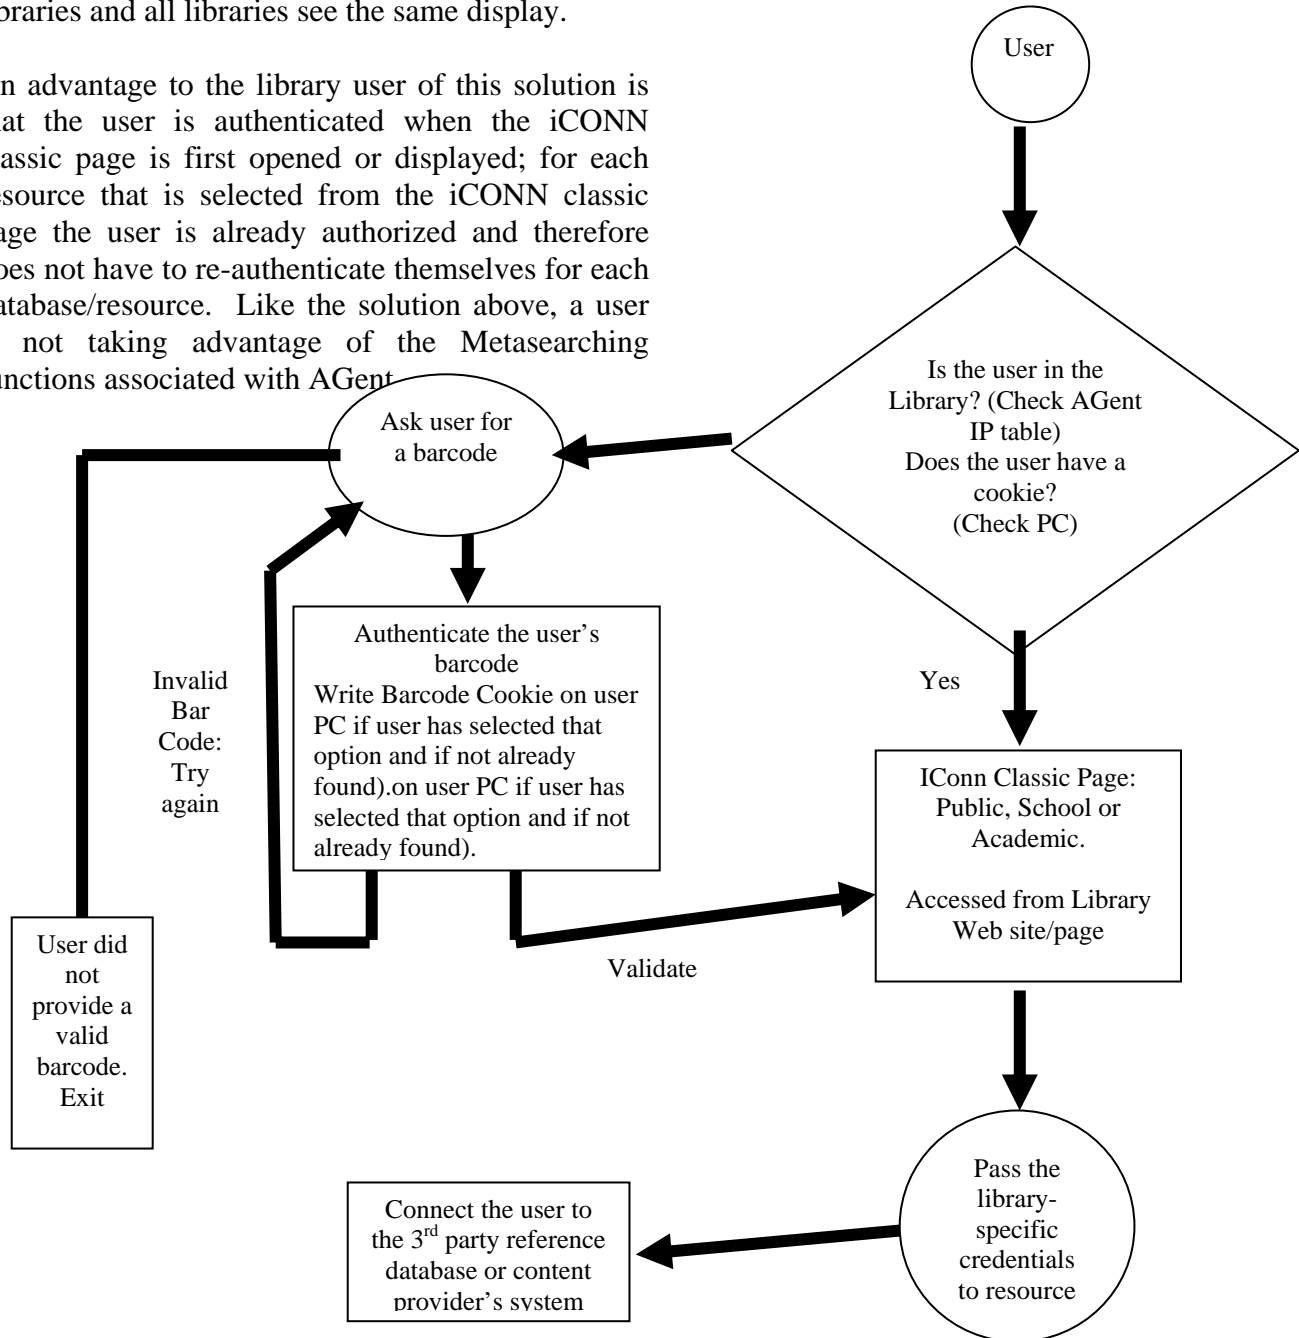 and all libraries see the same display.
advantage to the library user of this solution is
the user is authenticated when the iCONN
page is first opened or displayed; for each
that is selected from the iCONN classic
the user is already authorized and therefore
not have to re-authenticate themselves for each
Like the solution above, a user
not taking advantage of the Metasearching
associated with AGent
User
Is the user in the
Library? (Check AGent
IP table)
Does the user have a
cookie?
(Check PC)
Ask user for
a barcode
Authenticate the user's
barcode
Write Barcode Cookie on user
PC if user has selected that
option and if not already
found).on user PC if user has
selected that option and if not
already found).
Invalid
Bar
Code:
Try
again
Yes
IConn Classic Page:
Public, School or
Academic.
Accessed from Library
Web site/page
Validate
User did
not
provide a
valid
barcode.
Exit
Pass the
library-
specific
credentials
to resource
Connect the user to
the 3rd party reference
database or content
provider's system